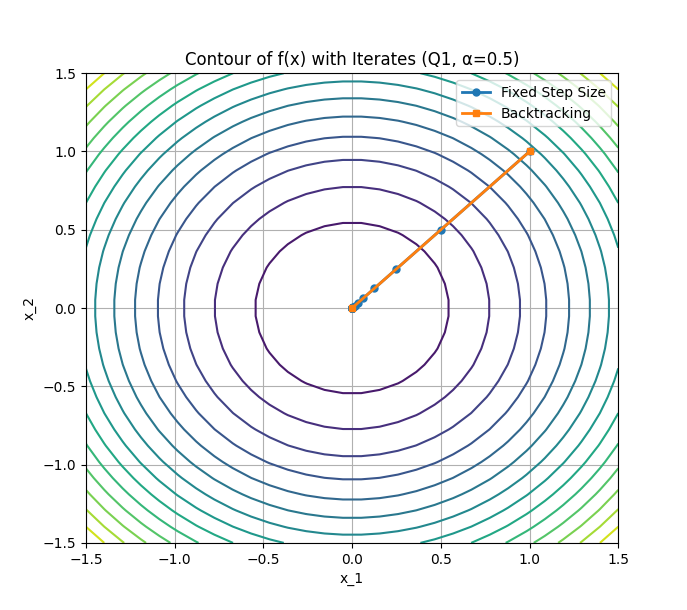 Contour of f(x) with Iterates (Q1, α=0.5)
Fixed Step Size
Backtracking
1.5
1.0
0.5
0.0
−0.5
−1.0
−1.5
x_2
−1.5 −1.0 −0.5 0.0 0.5 1.0 1.5
x_1